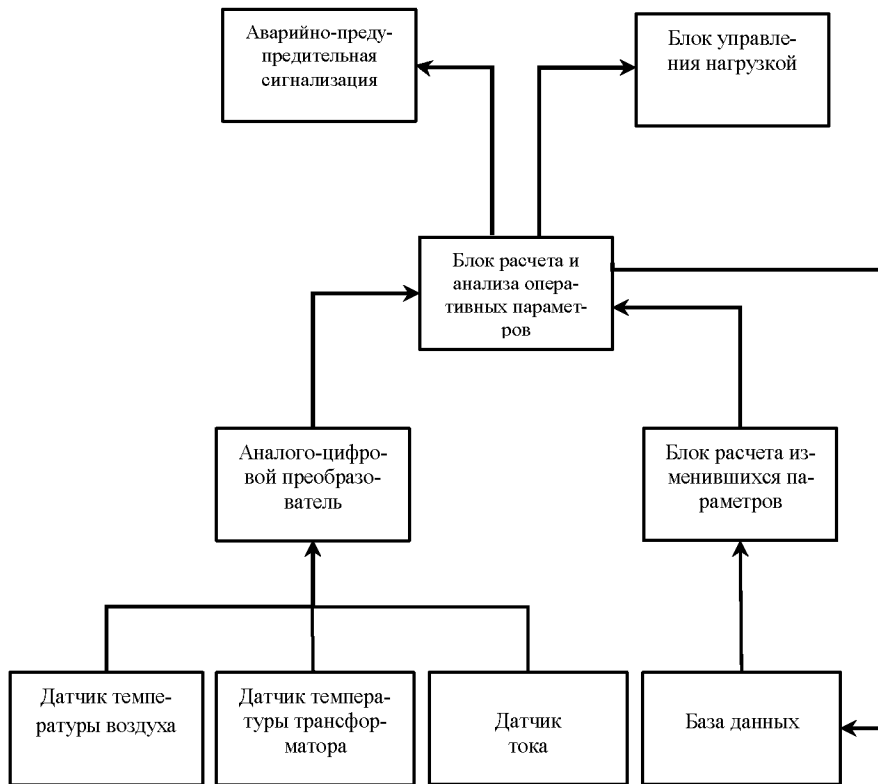 Аварийно-преду-
предительная
сигнализация
Блок управле-
ния нагрузкой
Блок расчета и
анализа опера-
тивных парамет-
ров
Аналого-цифро-
вой преобразо-
ватель
Блок расчета из-
менившихся па-
раметров
Датчик темпе-
ратуры воздуха
Датчик темпера-
туры трансфор-
матора
Датчик
тока
База данных